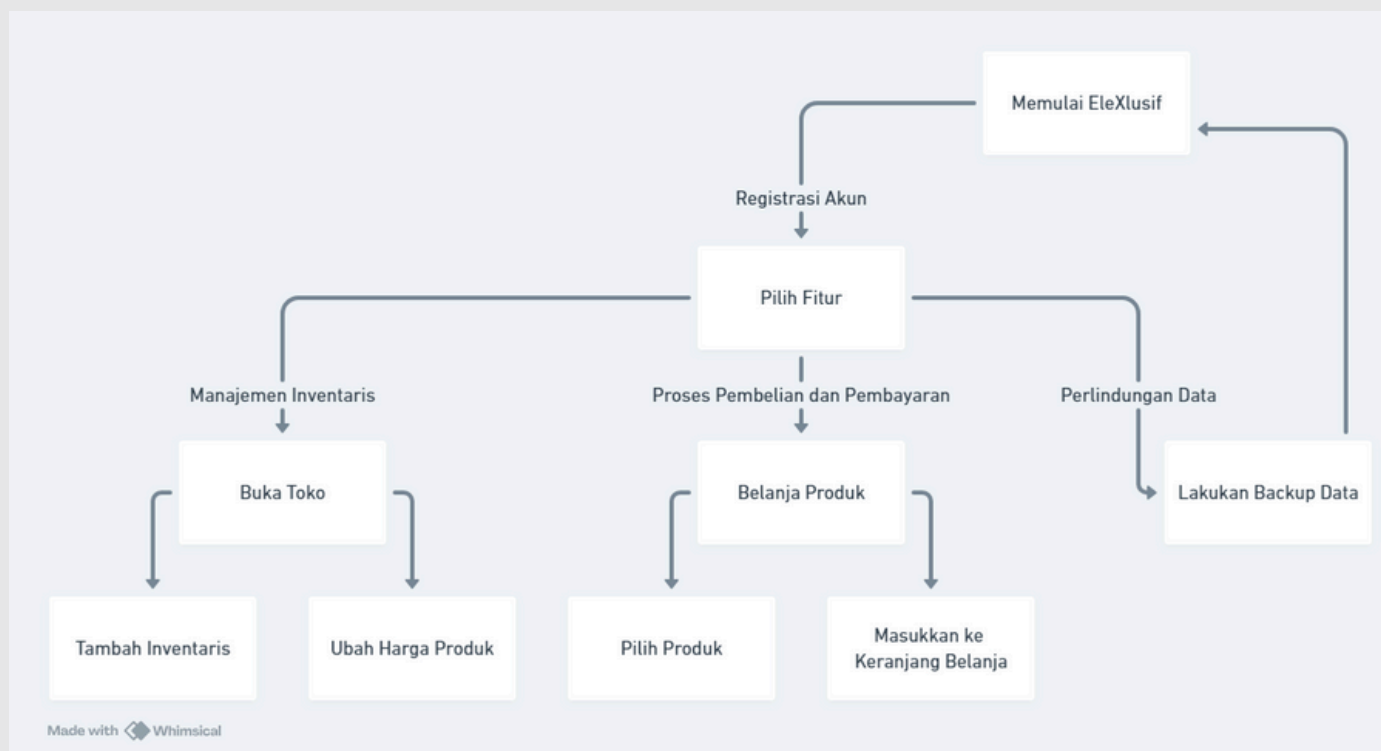 Memulai EleXlusif
Registrasi Akun
Pilih Fitur
Manajemen Inventaris
Proses Pembelian dan Pembayaran
Perlindungan Data
Buka Toko
Belanja Produk
Lakukan Backup Data
Tambah Inventaris
Ubah Harga Produk
Pilih Produk
Masukkan ke
Keranjang Belanja
Made with Whimsical